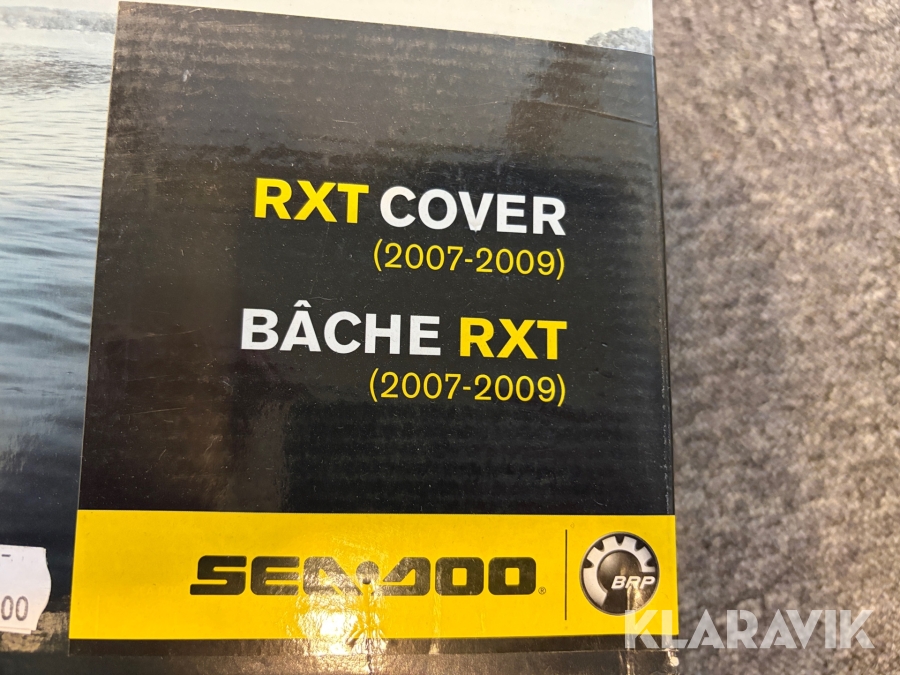 RXT COVER
(2007-2009)
BÂCHE RXT
(2007-2009)
SEA-DOO®
BRP
KLARAVIK